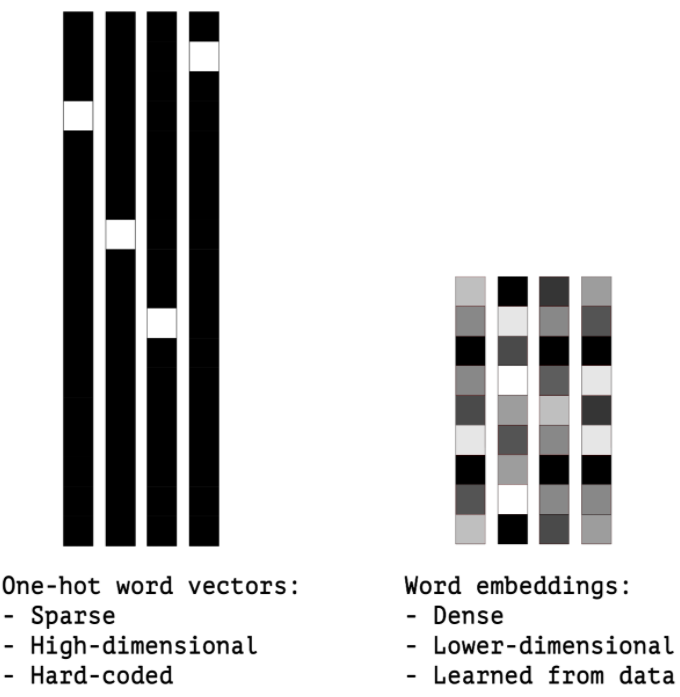 One-hot word vectors:
- Sparse
- High-dimensional
- Hard-coded
Word embeddings:
- Dense
- Lower-dimensional
- Learned from data